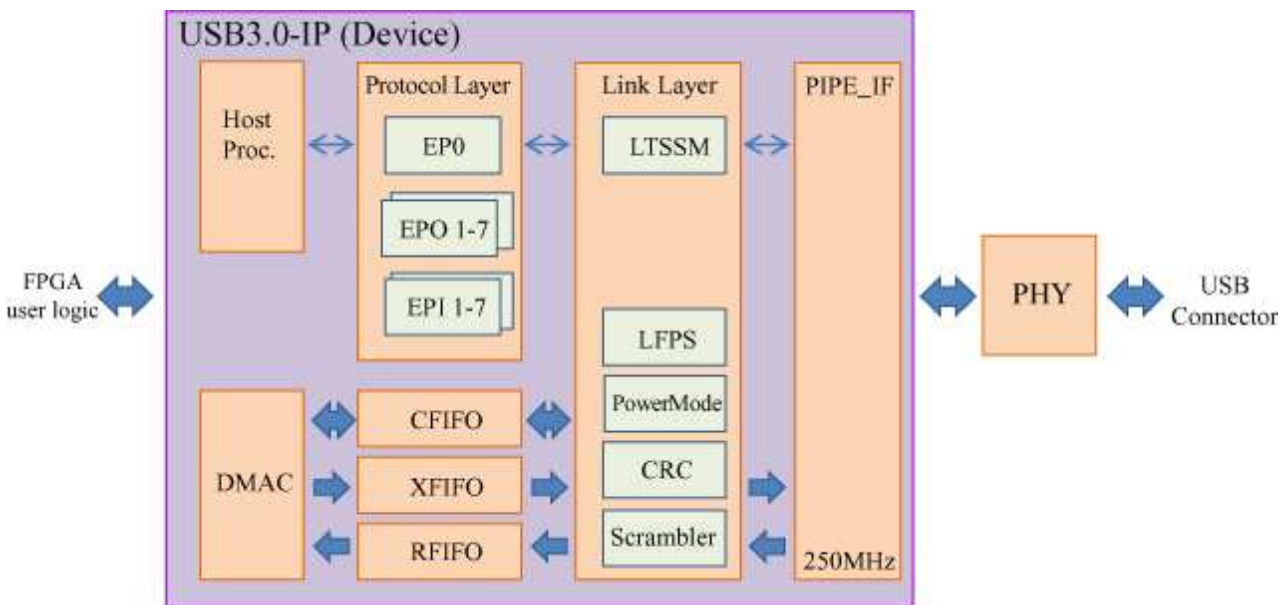 USB3.0-IP (Device)
Host
Proc.
Protocol Layer
EP0
EPO 1-7
EPI 1-7
Link Layer
LTSSM
LFPS
PowerMode
CRC
Scrambler
PIPE_IF
250MHz
FPGA
user logic
DMAC
CFIFO
XFIFO
RFIFO
PHY
USB
Connector